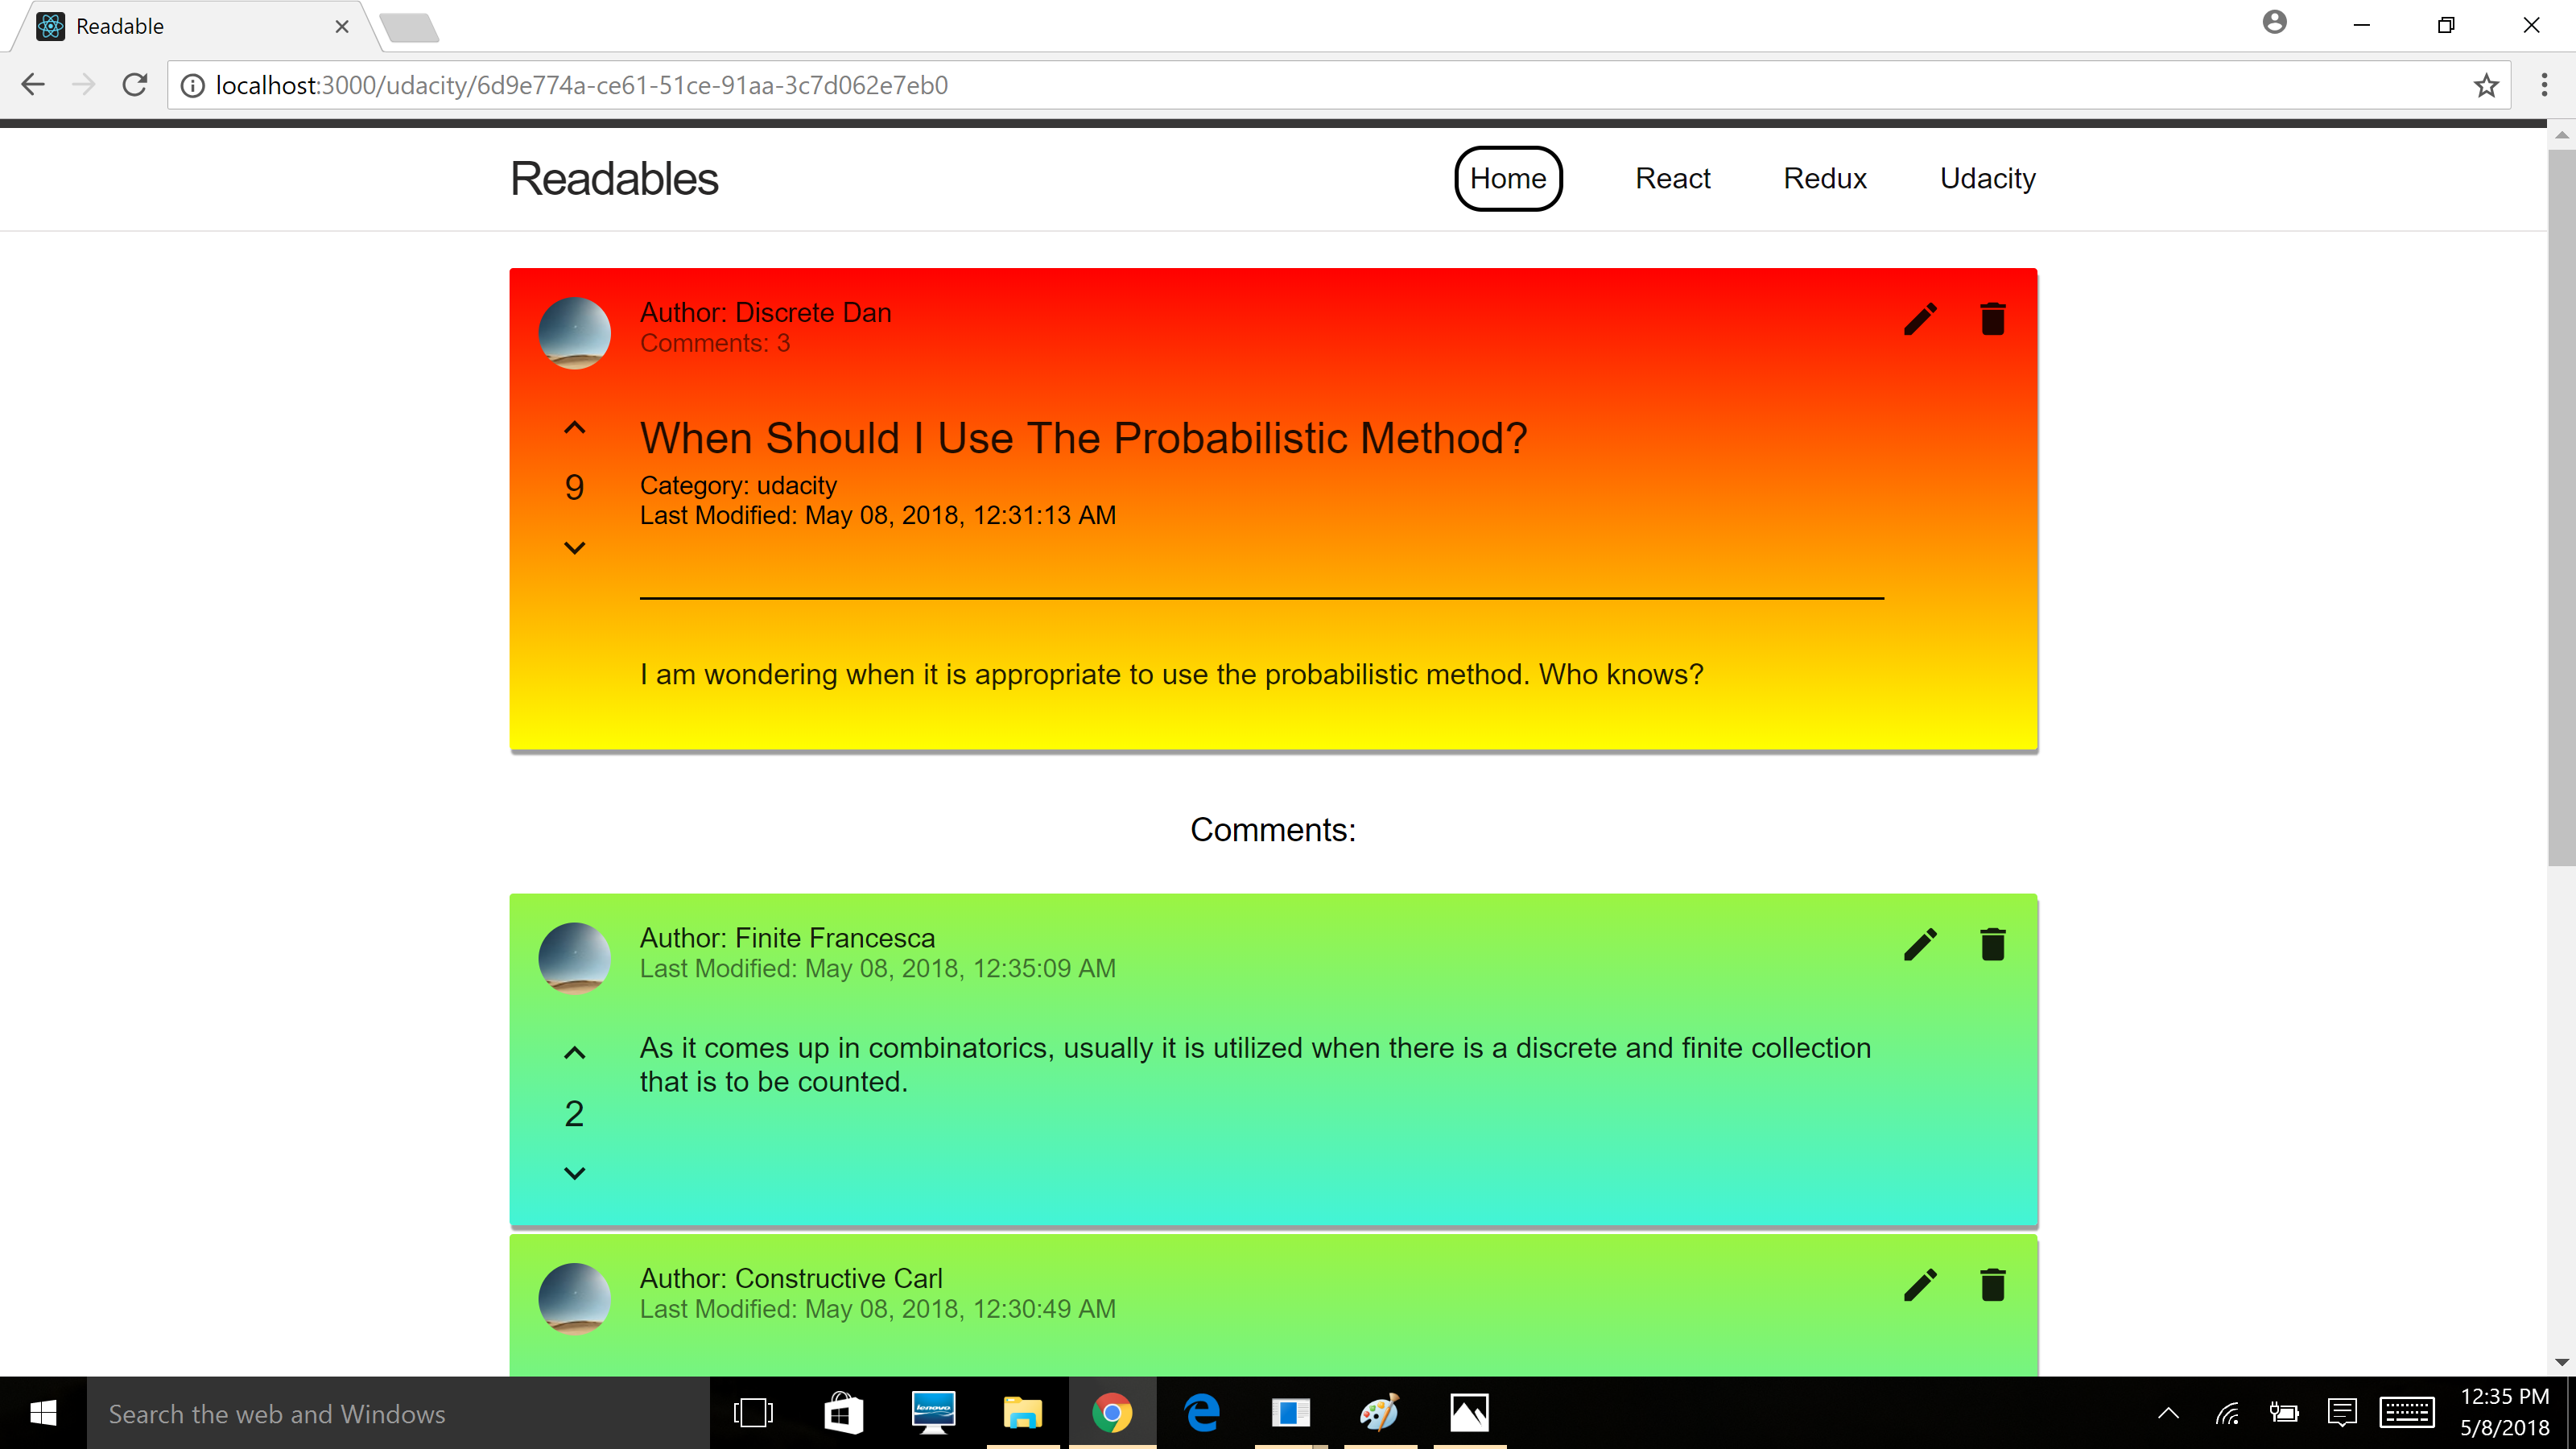 Readable
localhost:3000/udacity/6d9e774a-ce61-51ce-91aa-3c7d062e7eb0
Readables
Home React Redux Udacity
Author: Discrete Dan
Comments: 3
When Should I Use The Probabilistic Method?
9
Category: udacity
Last Modified: May 08, 2018, 12:31:13 AM
I am wondering when it is appropriate to use the probabilistic method. Who knows?
Comments:
Author: Finite Francesca
Last Modified: May 08, 2018, 12:35:09 AM
As it comes up in combinatorics, usually it is utilized when there is a discrete and finite collection
that is to be counted.
2
Author: Constructive Carl
Last Modified: May 08, 2018, 12:30:49 AM
Search the web and Windows
lenovo
12:35 PM
5/8/2018